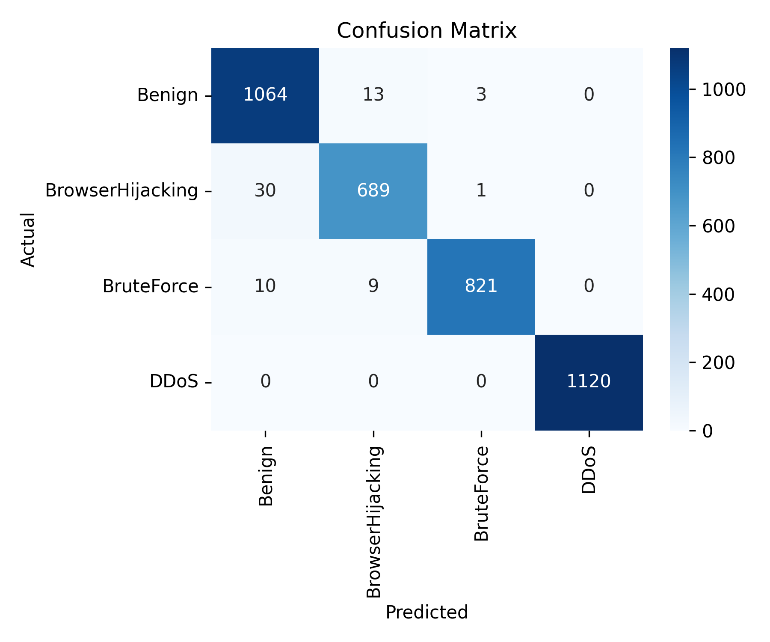 Confusion Matrix
Actual
Benign 1064 13 3 0
BrowserHijacking 30 689 1 0
BruteForce 10 9 821 0
DDoS 0 0 0 1120
Benign BrowserHijacking BruteForce DDoS
Predicted
1000
800
600
400
200
0